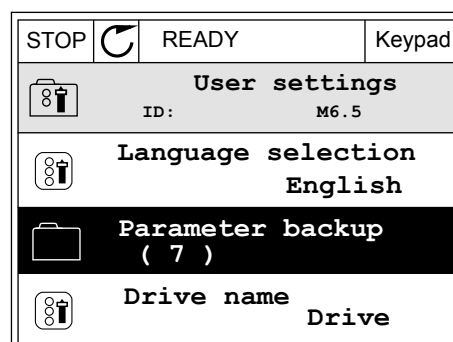 STOP READY Keypad
User settings
ID: M6.5
Language selection
English
Parameter backup
( 7 )
Drive name
Drive